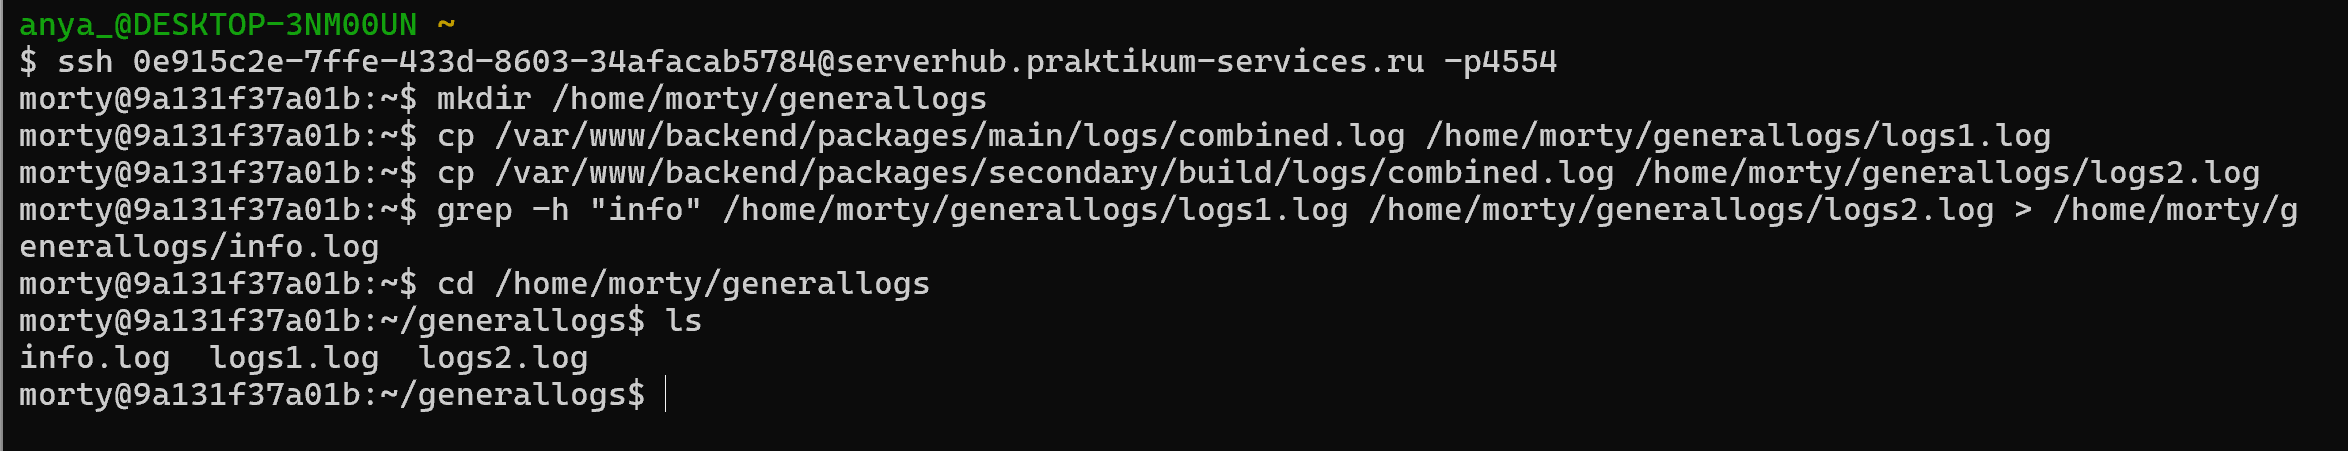 anya_@DESKTOP-3NM00UN ~
$ ssh 0e915c2e-7ffe-433d-8603-34afacab5784@serverhub.praktikum-services.ru -p4554
morty@9a131f37a01b:~$ mkdir /home/morty/generallogs
morty@9a131f37a01b:~$ cp /var/www/backend/packages/main/logs/combined.log /home/morty/generallogs/logs1.log
morty@9a131f37a01b:~$ cp /var/www/backend/packages/secondary/build/logs/combined.log /home/morty/generallogs/logs2.log
morty@9a131f37a01b:~$ grep -h "info" /home/morty/generallogs/logs1.log /home/morty/generallogs/logs2.log > /home/morty/g
enerallogs/info.log
morty@9a131f37a01b:~$ cd /home/morty/generallogs
morty@9a131f37a01b:~/generallogs$ ls
info.log  logs1.log  logs2.log
morty@9a131f37a01b:~/generallogs$